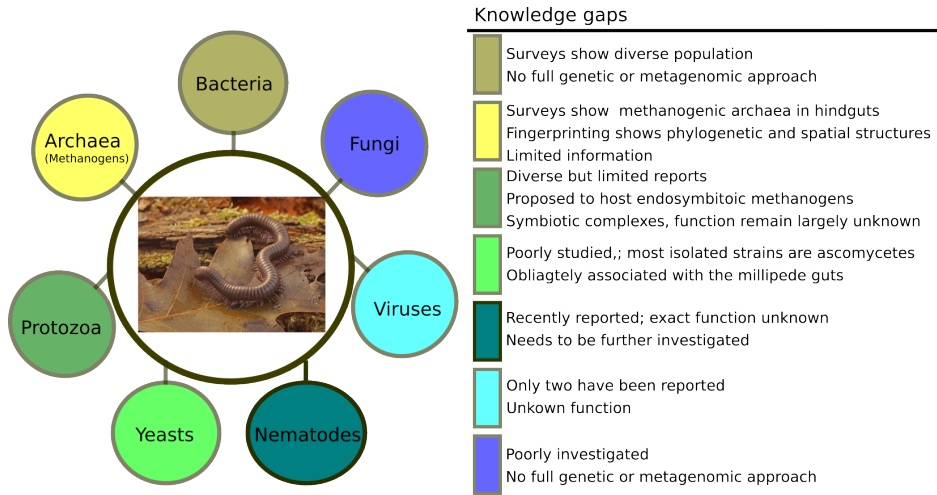 Bacteria
Archaea
(Methanogens)
Fungi
Protozoa
Viruses
Yeasts
Nematodes
Knowledge gaps
Surveys show diverse population
No full genetic or metagenomic approach
Surveys show  methanogenic archaea in hindguts
Fingerprinting shows phylogenetic and spatial structures
Limited information
Diverse but limited reports
Proposed to host endosymbitoic methanogens
Symbiotic complexes, function remain largely unknown
Poorly studied,; most isolated strains are ascomycetes
Obliagtely associated with the millipede guts
Recently reported; exact function unknown
Needs to be further investigated
Only two have been reported
Unkown function
Poorly investigated
No full genetic or metagenomic approach